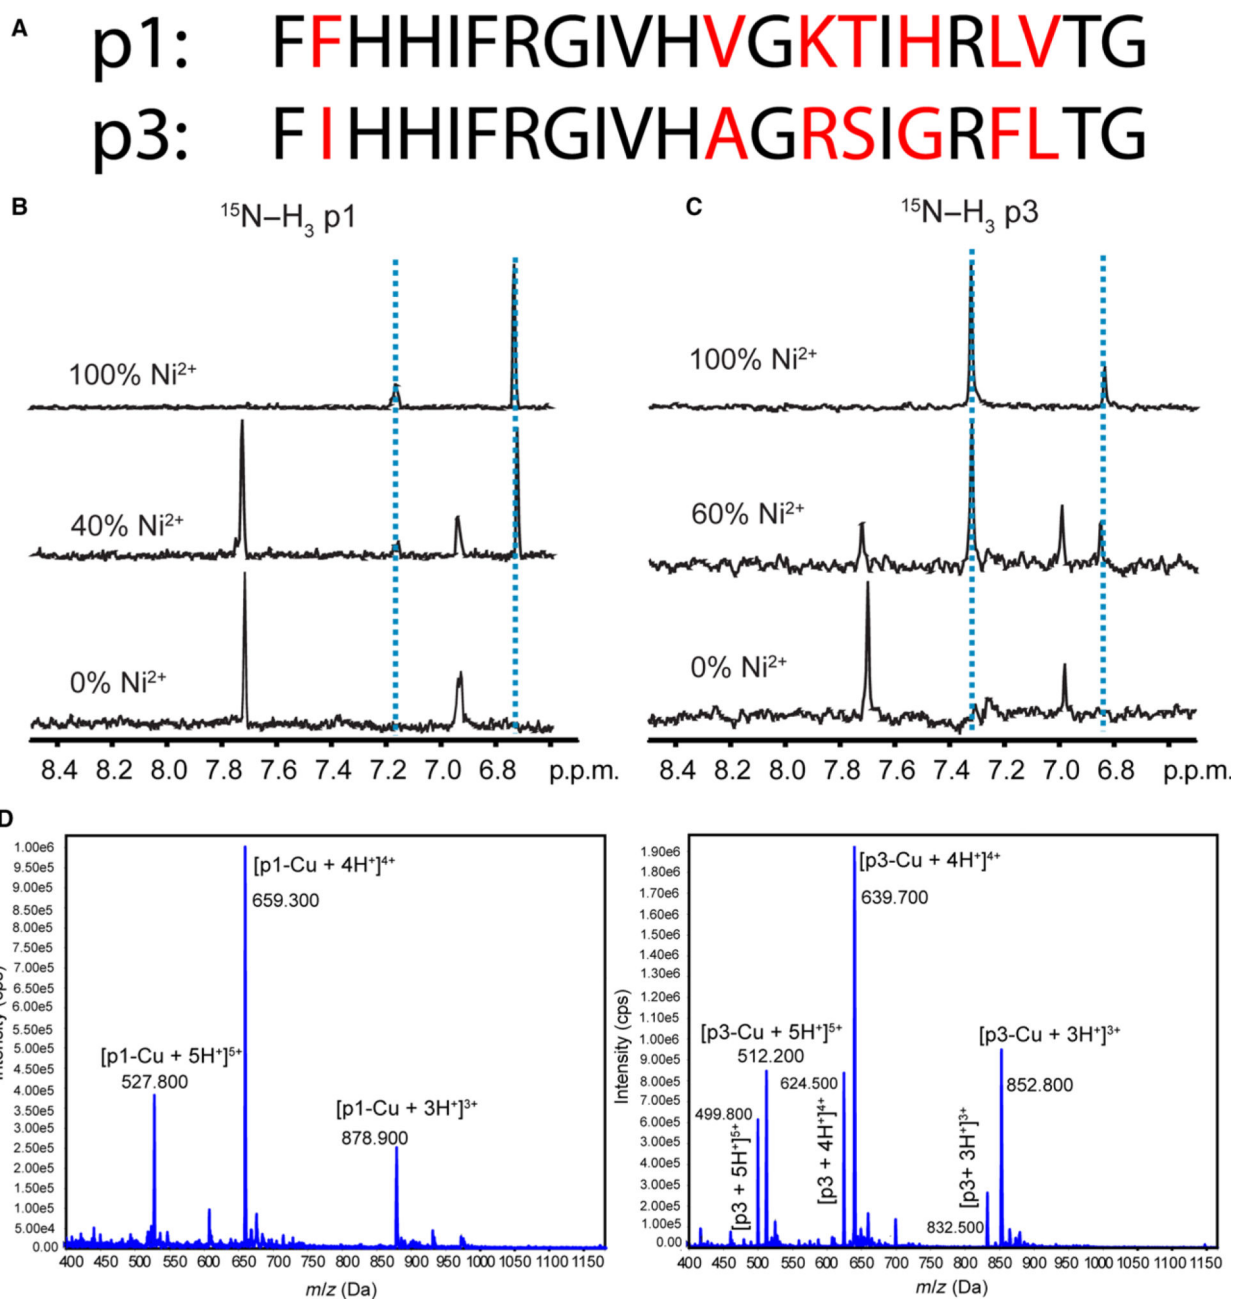 A
p1: FFHHIFRGIVHVGKTIHRLVTG
p3: FIHHIFRGIVHAGRSIGRFLTG
B
¹⁵N–H₃ p1
100% Ni²⁺
40% Ni²⁺
0% Ni²⁺
8.4 8.2 8.0 7.8 7.6 7.4 7.2 7.0 6.8 p.p.m.
C
¹⁵N–H₃ p3
100% Ni²⁺
60% Ni²⁺
0% Ni²⁺
8.4 8.2 8.0 7.8 7.6 7.4 7.2 7.0 6.8 p.p.m.
D
1.00e6
9.50e5
9.00e5
8.50e5
8.00e5
7.50e5
7.00e5
6.50e5
6.00e5
5.50e5
5.00e5
4.50e5
4.00e5
3.50e5
3.00e5
2.50e5
2.00e5
1.50e5
1.00e5
5.00e4
0.00
[p1-Cu + 4H⁺]⁴⁺
659.300
[p1-Cu + 5H⁺]⁵⁺
527.800
[p1-Cu + 3H⁺]³⁺
878.900
400 450 500 550 600 650 700 750 800 850 900 950 1000 1050 1100 1150
m/z (Da)
Intensity (cps)
1.90e6
1.80e6
1.70e6
1.60e6
1.50e6
1.40e6
1.30e6
1.20e6
1.10e6
1.00e6
9.00e5
8.00e5
7.00e5
6.00e5
5.00e5
4.00e5
3.00e5
2.00e5
1.00e5
0.00
[p3-Cu + 4H⁺]⁴⁺
639.700
[p3-Cu + 5H⁺]⁵⁺
512.200
[p3-Cu + 3H⁺]³⁺
852.800
624.500
499.800
[p3 + 5H⁺]⁵⁺
[p3 + 4H⁺]⁴⁺
[p3+ 3H⁺]³⁺
832.500
400 450 500 550 600 650 700 750 800 850 900 950 1000 1050 1100 1150
m/z (Da)